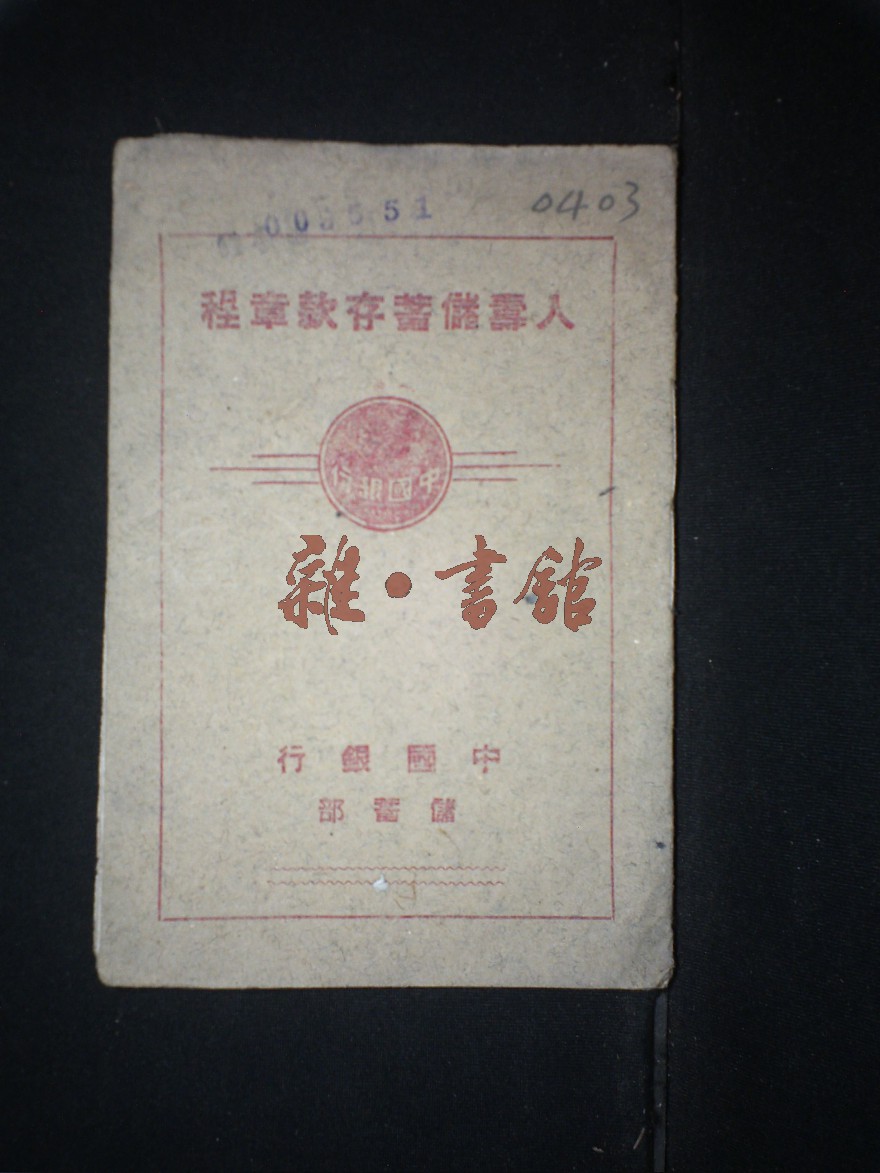 0403
人壽儲蓄存款章程
中國銀行
雜•書館
中國銀行
儲蓄部